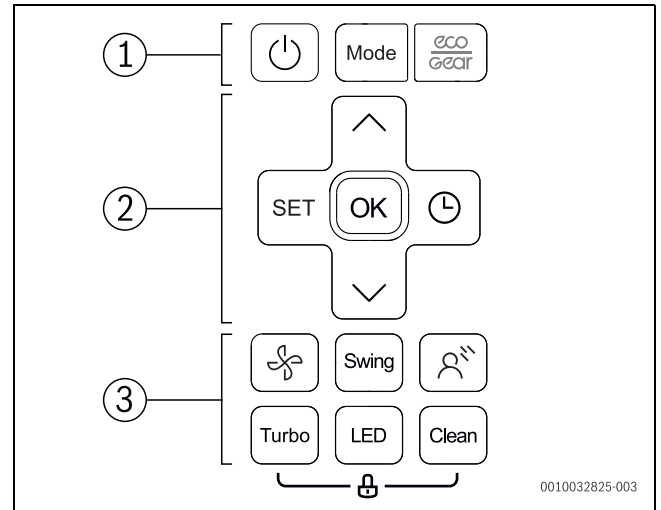 1
Mode
eco
Gear
2
SET
OK
3
Swing
Turbo
LED
Clean
0010032825-003